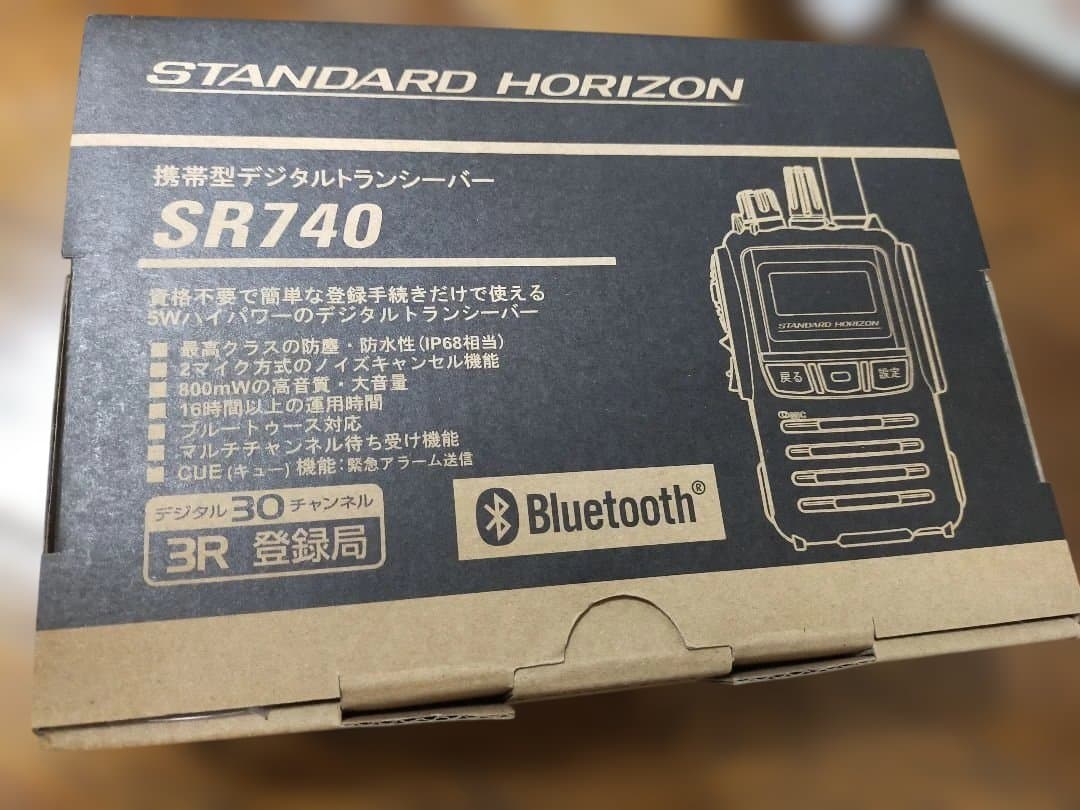 STANDARD HORIZON
携帯型デジタルトランシーバー
SR740
資格不要で簡単な登録手続きだけで使える
5Wハイパワーのデジタルトランシーバー
■ 最高クラスの防塵・防水性(IP68相当)
■ 2マイク方式のノイズキャンセル機能
■ 800mWの高音質・大音量
■ 16時間以上の運用時間
■ ブルートゥース対応
■ マルチチャンネル待ち受け機能
■ CUE(キュー)機能:緊急アラーム送信
デジタル30チャンネル
3R 登録局
Bluetooth®
STANDARD HORIZON
戻る
設定